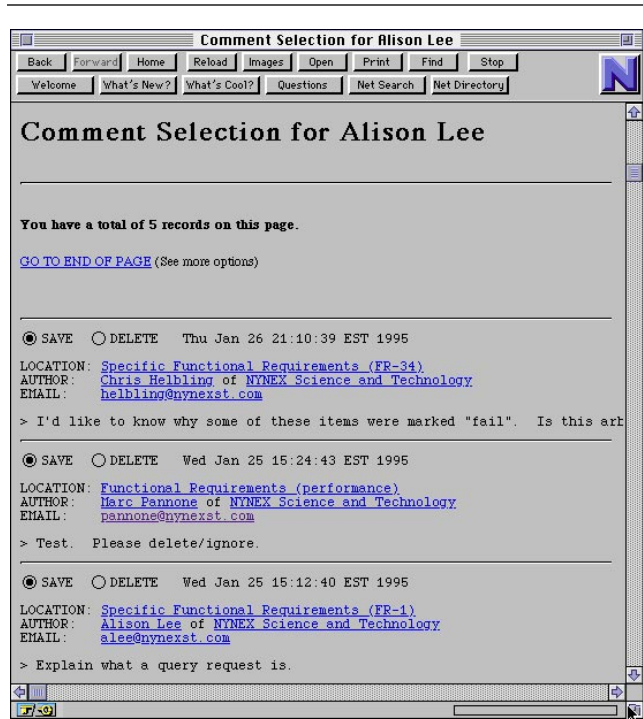 Comment Selection for Alison Lee
Back Forward Home Reload Images Open Print Find Stop
Welcome What's New? What's Cool? Questions Net Search Net Directory
N
Comment Selection for Alison Lee
You have a total of 5 records on this page.
GO TO END OF PAGE (See more options)
SAVE DELETE Thu Jan 26 21:10:39 EST 1995
LOCATION: Specific Functional Requirements (FR-34)
AUTHOR: Chris Helbling of NYNEX Science and Technology
EMAIL: helbling@nynexst.com
> I'd like to know why some of these items were marked "fail". Is this arb
SAVE DELETE Wed Jan 25 15:24:43 EST 1995
LOCATION: Functional Requirements (performance)
AUTHOR: Marc Pannone of NYNEX Science and Technology
EMAIL: pannone@nynexst.com
> Test. Please delete/ignore.
SAVE DELETE Wed Jan 25 15:12:40 EST 1995
LOCATION: Specific Functional Requirements (FR-1)
AUTHOR: Alison Lee of NYNEX Science and Technology
EMAIL: alee@nynexst.com
> Explain what a query request is.